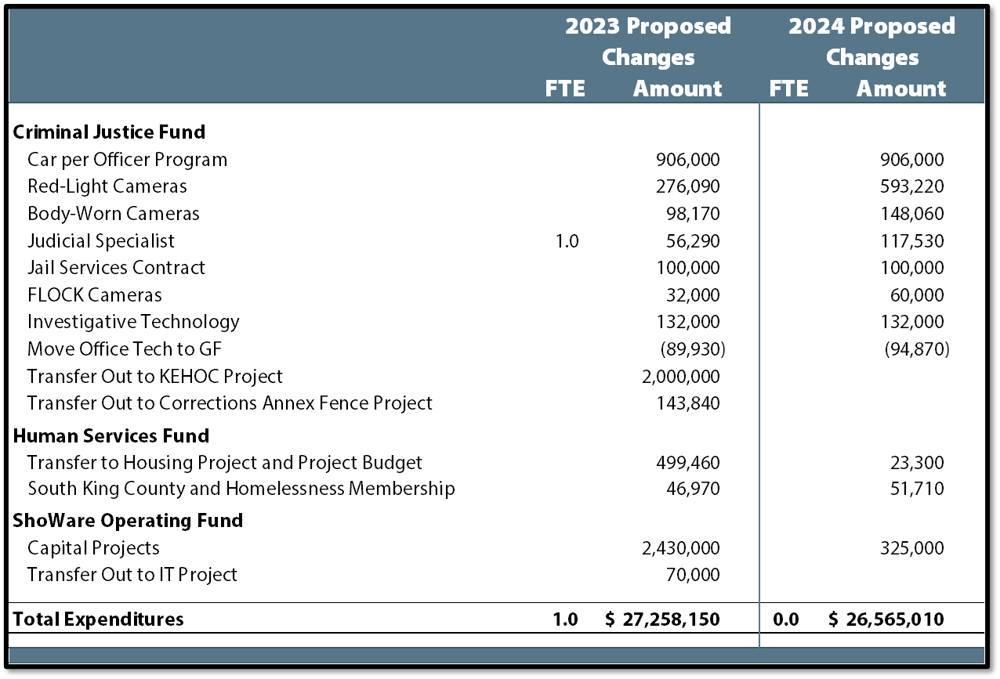 2023 Proposed 2024 Proposed
Changes Changes
FTE Amount FTE Amount
Criminal Justice Fund
Car per Officer Program 906,000 906,000
Red-Light Cameras 276,090 593,220
Body-Worn Cameras 98,170 148,060
Judicial Specialist 1.0 56,290 117,530
Jail Services Contract 100,000 100,000
FLOCK Cameras 32,000 60,000
Investigative Technology 132,000 132,000
Move Office Tech to GF (89,930) (94,870)
Transfer Out to KEHOC Project 2,000,000
Transfer Out to Corrections Annex Fence Project 143,840
Human Services Fund
Transfer to Housing Project and Project Budget 499,460 23,300
South King County and Homelessness Membership 46,970 51,710
ShoWare Operating Fund
Capital Projects 2,430,000 325,000
Transfer Out to IT Project 70,000
Total Expenditures 1.0 $ 27,258,150 0.0 $ 26,565,010